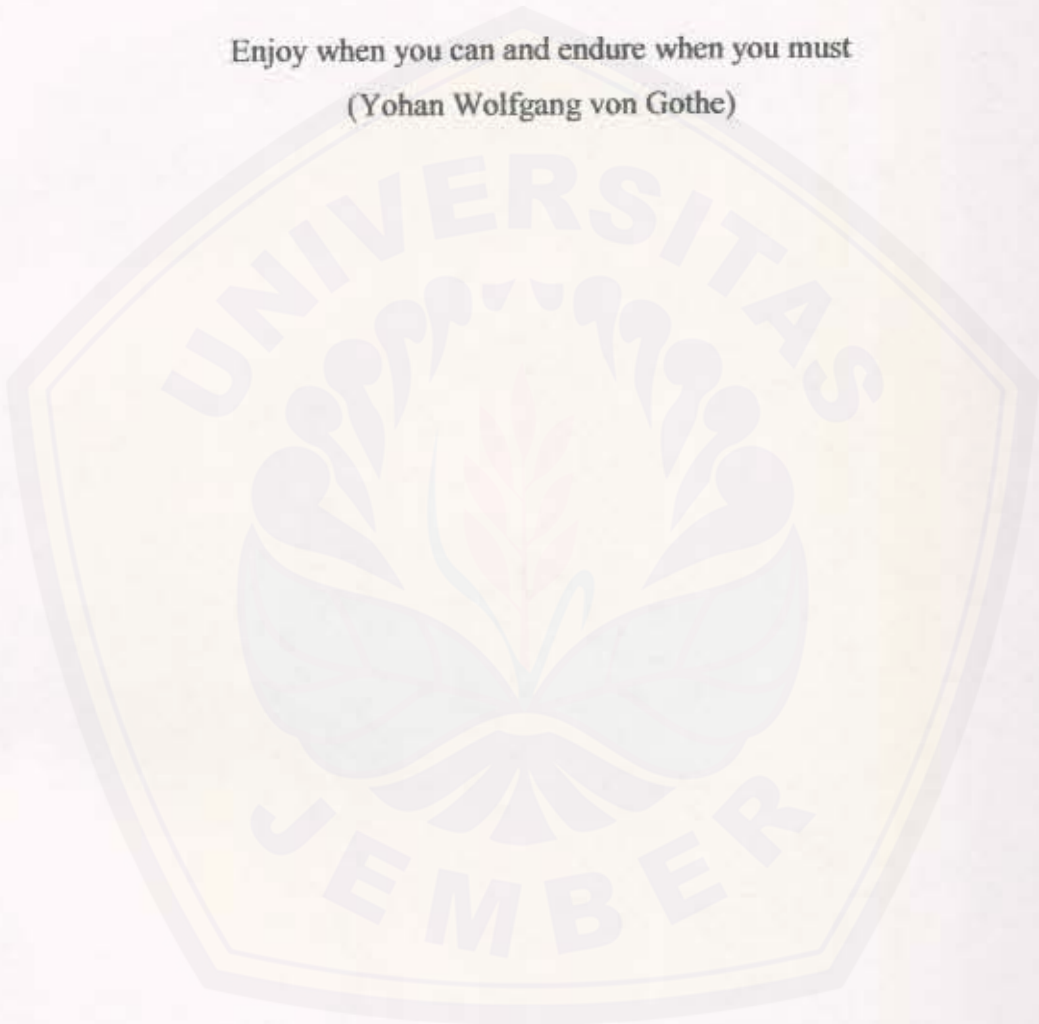 Enjoy when you can and endure when you must
(Yohan Wolfgang von Gothe)
UNIVERSITAS
JEMBER